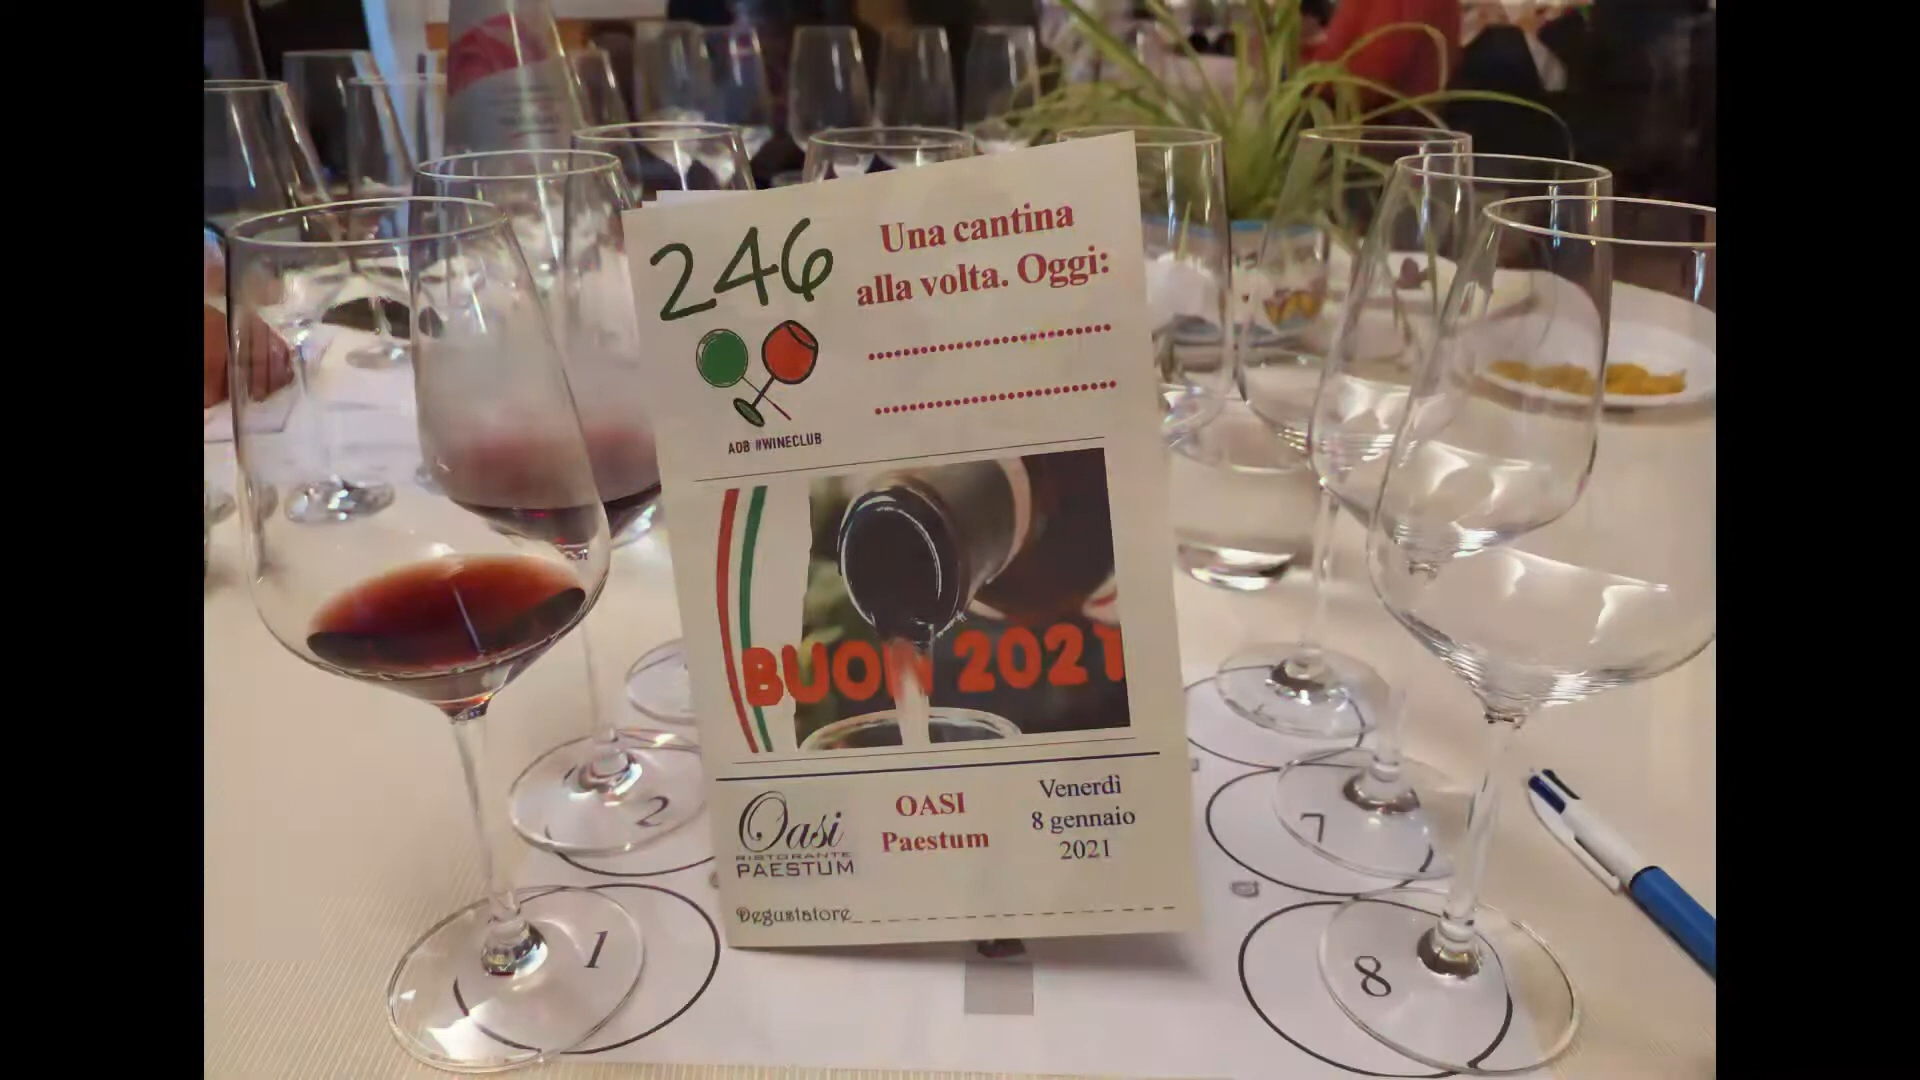 246
Una cantina
alla volta. Oggi:
ADB #WINECLUB
BUON 2021
Oasi
RISTORANTE
PAESTUM
OASI
Paestum
Venerdì
8 gennaio
2021
Degustatore
2
7
1
8